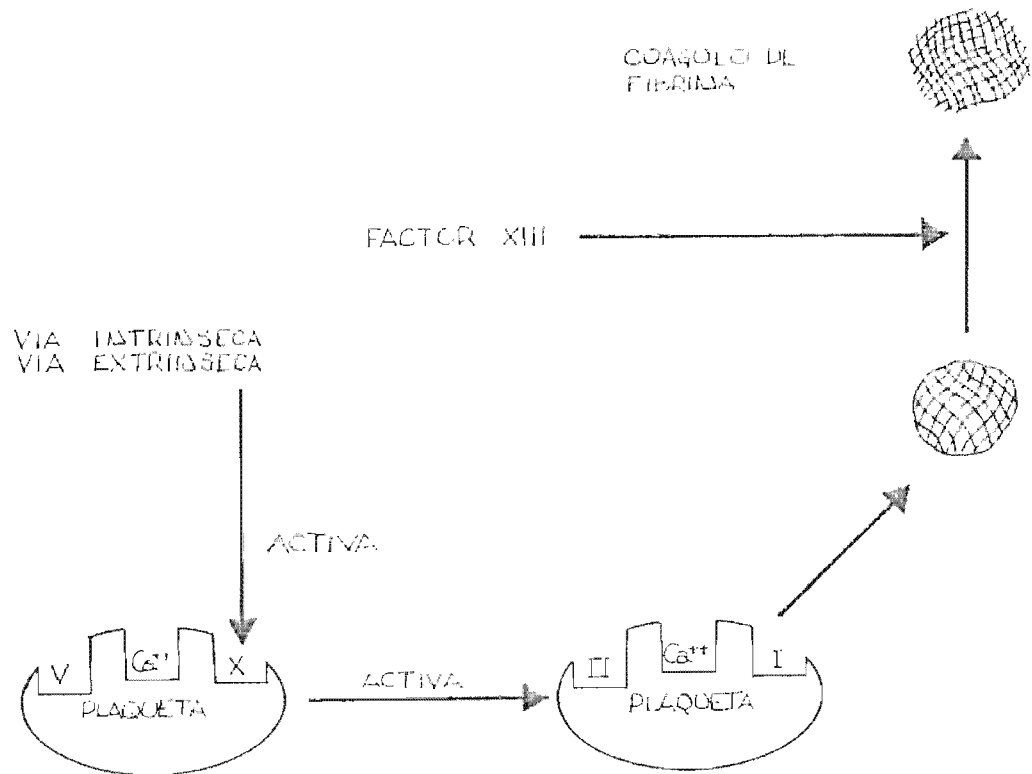 COAGULO DE
FIBRINA
FACTOR XIII
VIA INTRINSECA
VIA EXTRINSECA
ACTIVA
V Ca++ X
PLAQUETA
ACTIVA
II Ca++ I
PLAQUETA